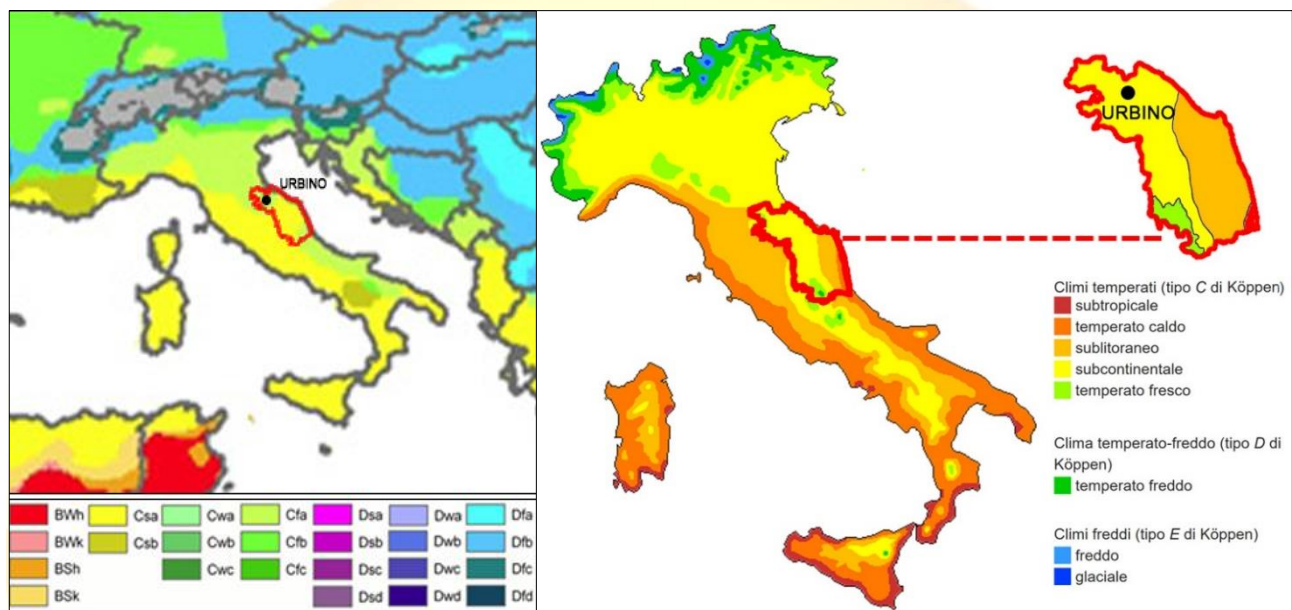 URBINO
BWh Csa Cwa Cfa Dsa Dwa Dfa
BWk Csb Cwb Cfb Dsb Dwb Dfb
BSh Cwc Cfc Dsc Dwc Dfc
BSk Dsd Dwd Dfd
URBINO
Climi temperati (tipo C di Köppen)
subtropicale
temperato caldo
sublitoraneo
subcontinentale
temperato fresco
Clima temperato-freddo (tipo D di
Köppen)
temperato freddo
Climi freddi (tipo E di Köppen)
freddo
glaciale